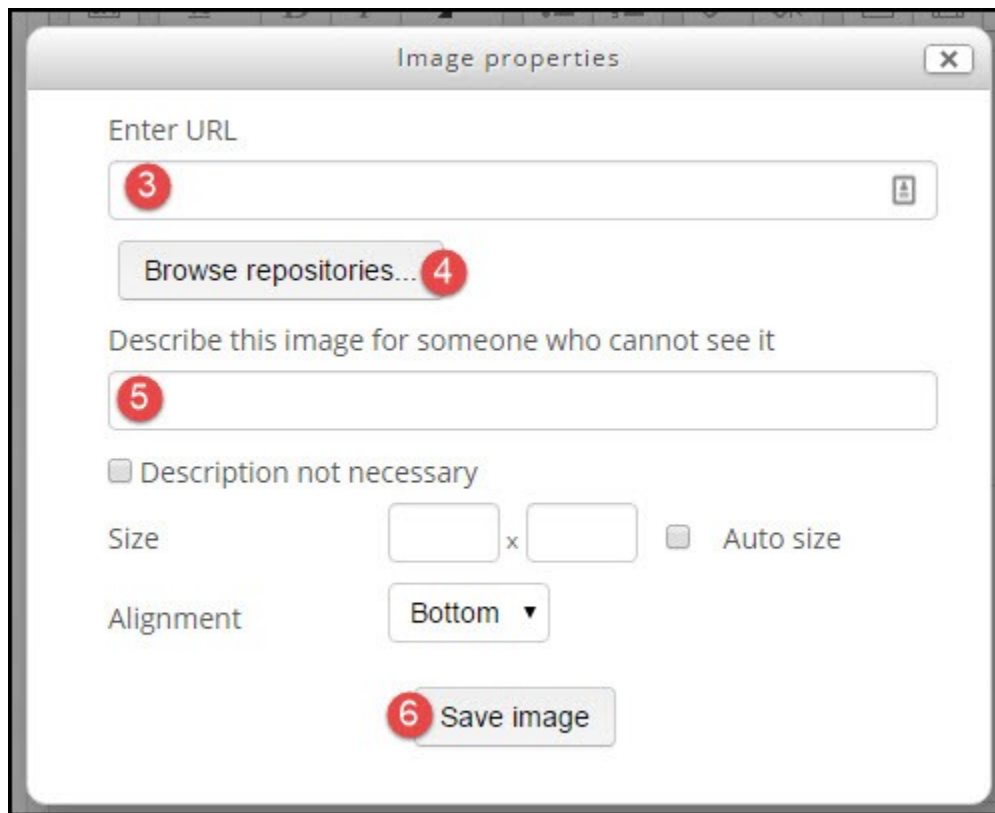 Image properties
Enter URL
3
Browse repositories... 4
Describe this image for someone who cannot see it
5
Description not necessary
Size x Auto size
Alignment Bottom
6 Save image